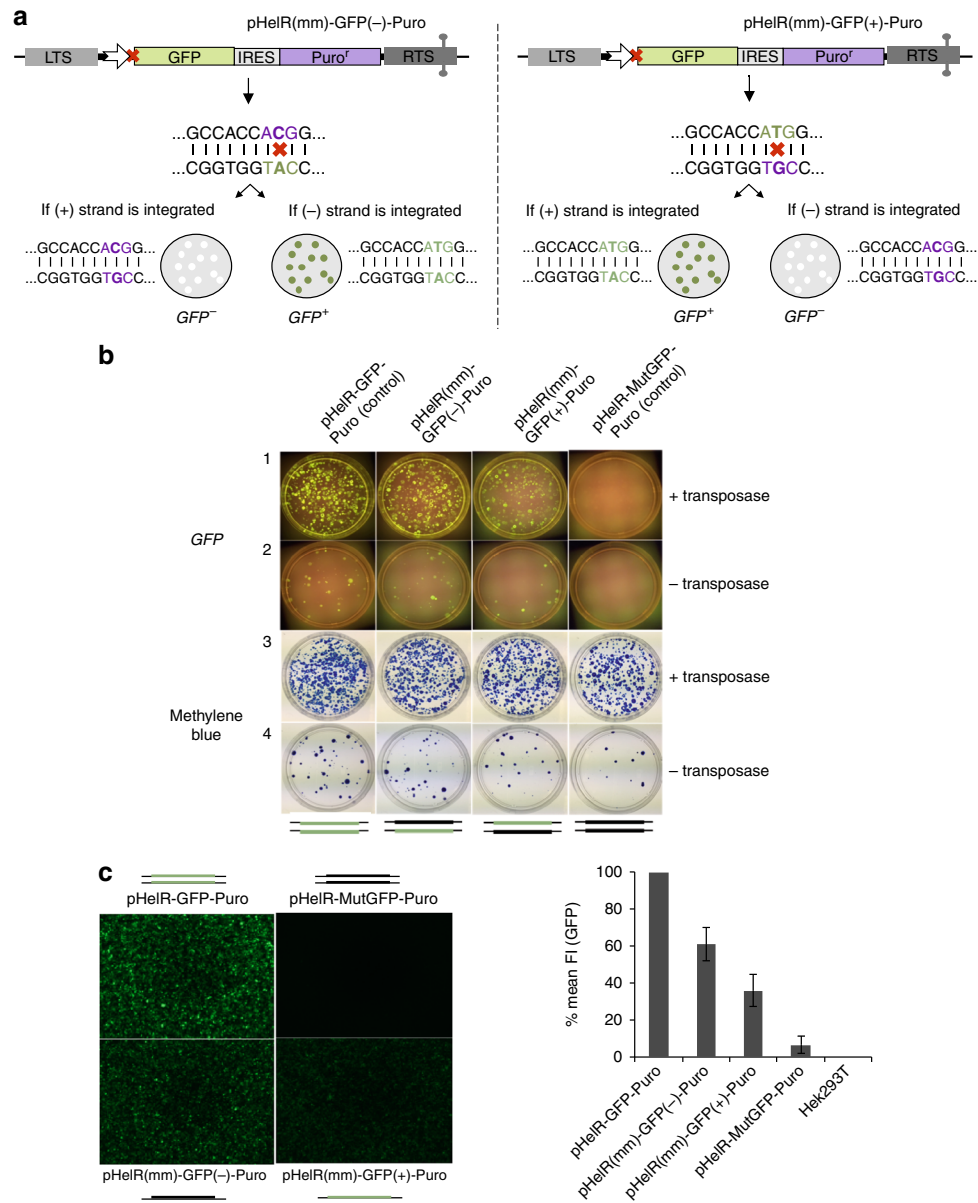 a
pHelR(mm)-GFP(–)-Puro
LTS GFP IRES Puroʳ RTS
...GCCACCACGG...
...CGGTGGTACC...
If (+) strand is integrated
If (–) strand is integrated
...GCCACCACGG...
...CGGTGGTGCC...
GFP⁻
...GCCACCATGG...
...CGGTGGTACC...
GFP⁺
pHelR(mm)-GFP(+)-Puro
LTS GFP IRES Puroʳ RTS
...GCCACCATGG...
...CGGTGGTGCC...
If (+) strand is integrated
If (–) strand is integrated
...GCCACCATGG...
...CGGTGGTACC...
GFP⁺
...GCCACCACGG...
...CGGTGGTGCC...
GFP⁻
b
pHelR-GFP-
Puro (control)
pHelR(mm)-
GFP(–)-Puro
pHelR(mm)-
GFP(+)-Puro
pHelR-MutGFP-
Puro (control)
GFP
1
+ transposase
2
– transposase
Methylene
blue
3
+ transposase
4
– transposase
c
pHelR-GFP-Puro
pHelR-MutGFP-Puro
pHelR(mm)-GFP(–)-Puro
pHelR(mm)-GFP(+)-Puro
% mean FI (GFP)
100
80
60
40
20
0
pHelR-GFP-Puro
pHelR(mm)-GFP(–)-Puro
pHelR(mm)-GFP(+)-Puro
pHelR-MutGFP-Puro
Hek293T